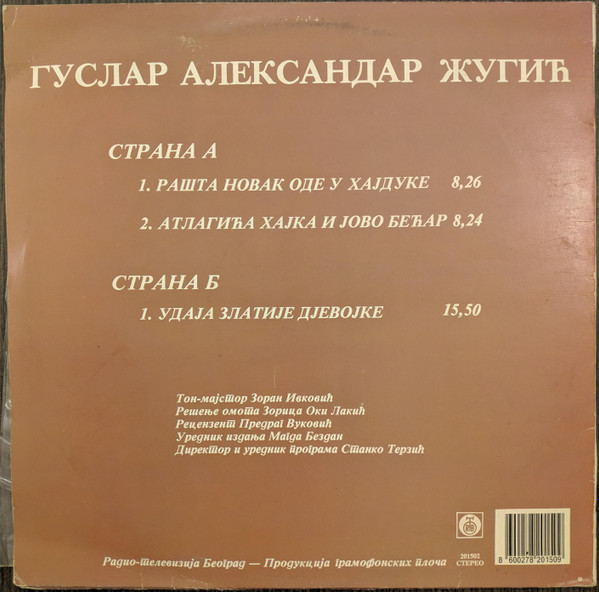 ГУСЛАР АЛЕКСАНДАР ЖУГИЋ
СТРАНА А
1. РАШТА НОВАК ОДЕ У ХАЈДУКЕ 8,26
2. АТЛАГИЋА ХАЈКА И ЈОВО БЕЋАР 8,24
СТРАНА Б
1. УДАЈА ЗЛАТИЈЕ ДЈЕВОЈКЕ 15,50
Тон-мајстор Зоран Ивковић
Решење омота Зорица Оки Лакић
Рецензент Предраг Вуковић
Уредник издања Магда Бездан
Директор и уредник програма Станко Терзић
Радио-телевизија Београд — Продукција грамофонских плоча
201502
СТЕРЕО
8 600278 201509